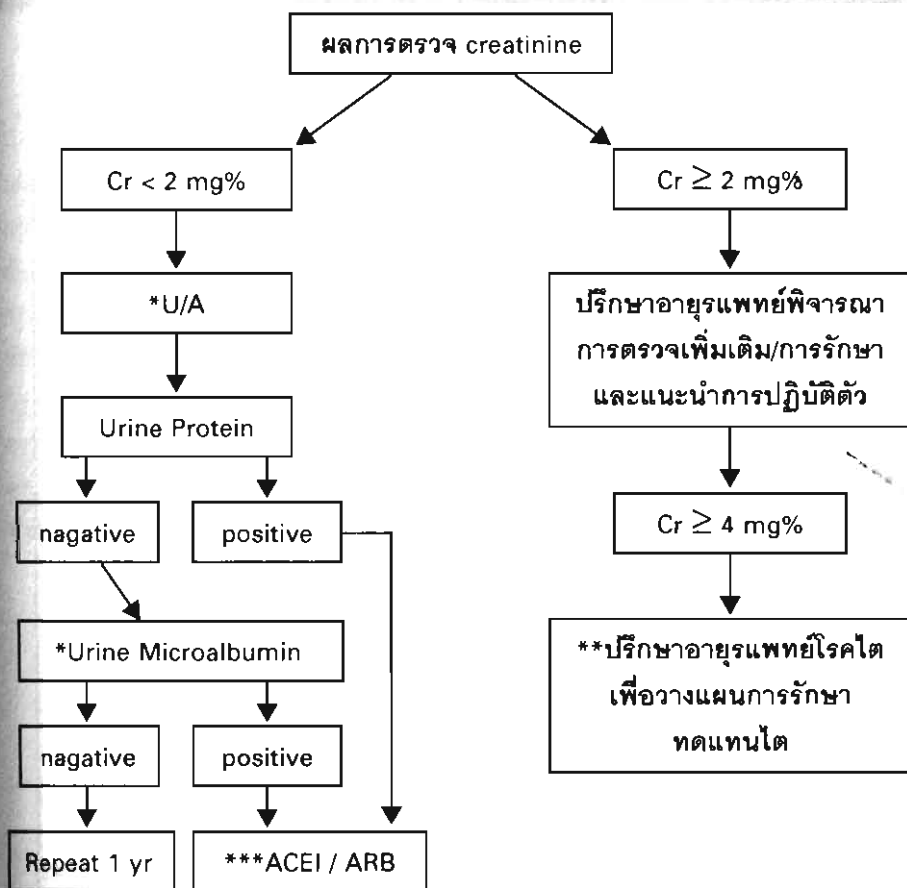 ผลการตรวจ creatinine
Cr < 2 mg%
Cr ≥ 2 mg%
*U/A
ปรึกษาอายุรแพทย์พิจารณา
การตรวจเพิ่มเติม/การรักษา
และแนะนำการปฏิบัติตัว
Urine Protein
nagative
positive
Cr ≥ 4 mg%
*Urine Microalbumin
**ปรึกษาอายุรแพทย์โรคไต
เพื่อวางแผนการรักษา
ทดแทนไต
nagative
positive
Repeat 1 yr
***ACEI / ARB